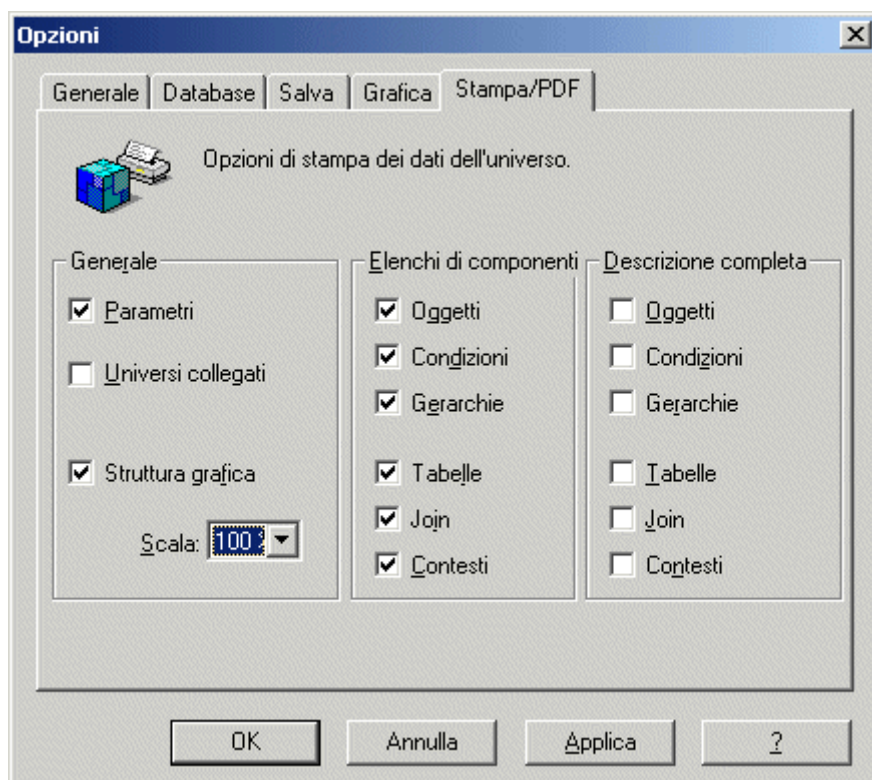 Opzioni
Generale Database Salva Grafica Stampa/PDF
Opzioni di stampa dei dati dell'universo.
Generale
Parametri
Universi collegati
Struttura grafica
Scala: 100 %
Elenchi di componenti
Oggetti
Condizioni
Gerarchie
Tabelle
Join
Contesti
Descrizione completa
Oggetti
Condizioni
Gerarchie
Tabelle
Join
Contesti
OK Annulla Applica ?